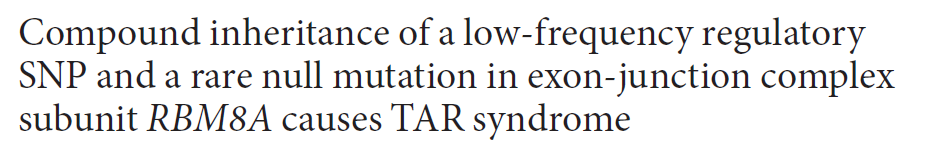 Compound inheritance of a low-frequency regulatory
SNP and a rare null mutation in exon-junction complex
subunit RBM8A causes TAR syndrome